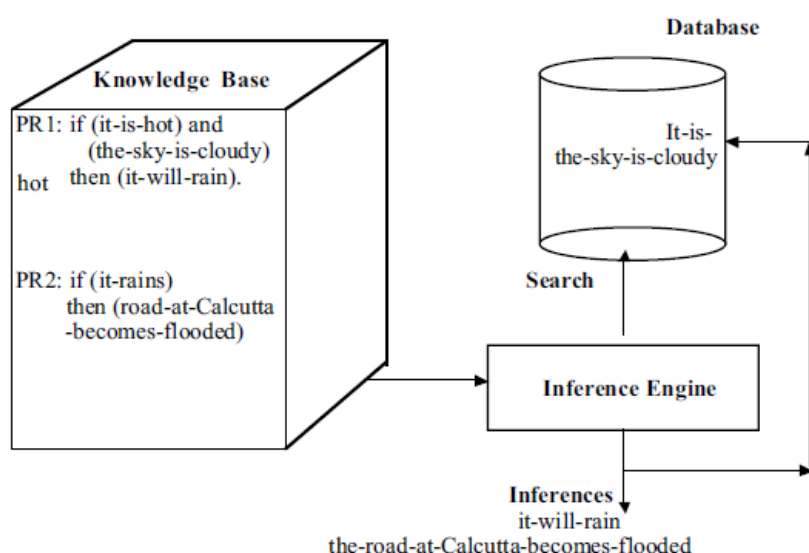 Database
Knowledge Base
PR1: if (it-is-hot) and
(the-sky-is-cloudy)
hot then (it-will-rain).
PR2: if (it-rains)
then (road-at-Calcutta
-becomes-flooded)
It-is-
the-sky-is-cloudy
Search
Inference Engine
Inferences
it-will-rain
the-road-at-Calcutta-becomes-flooded